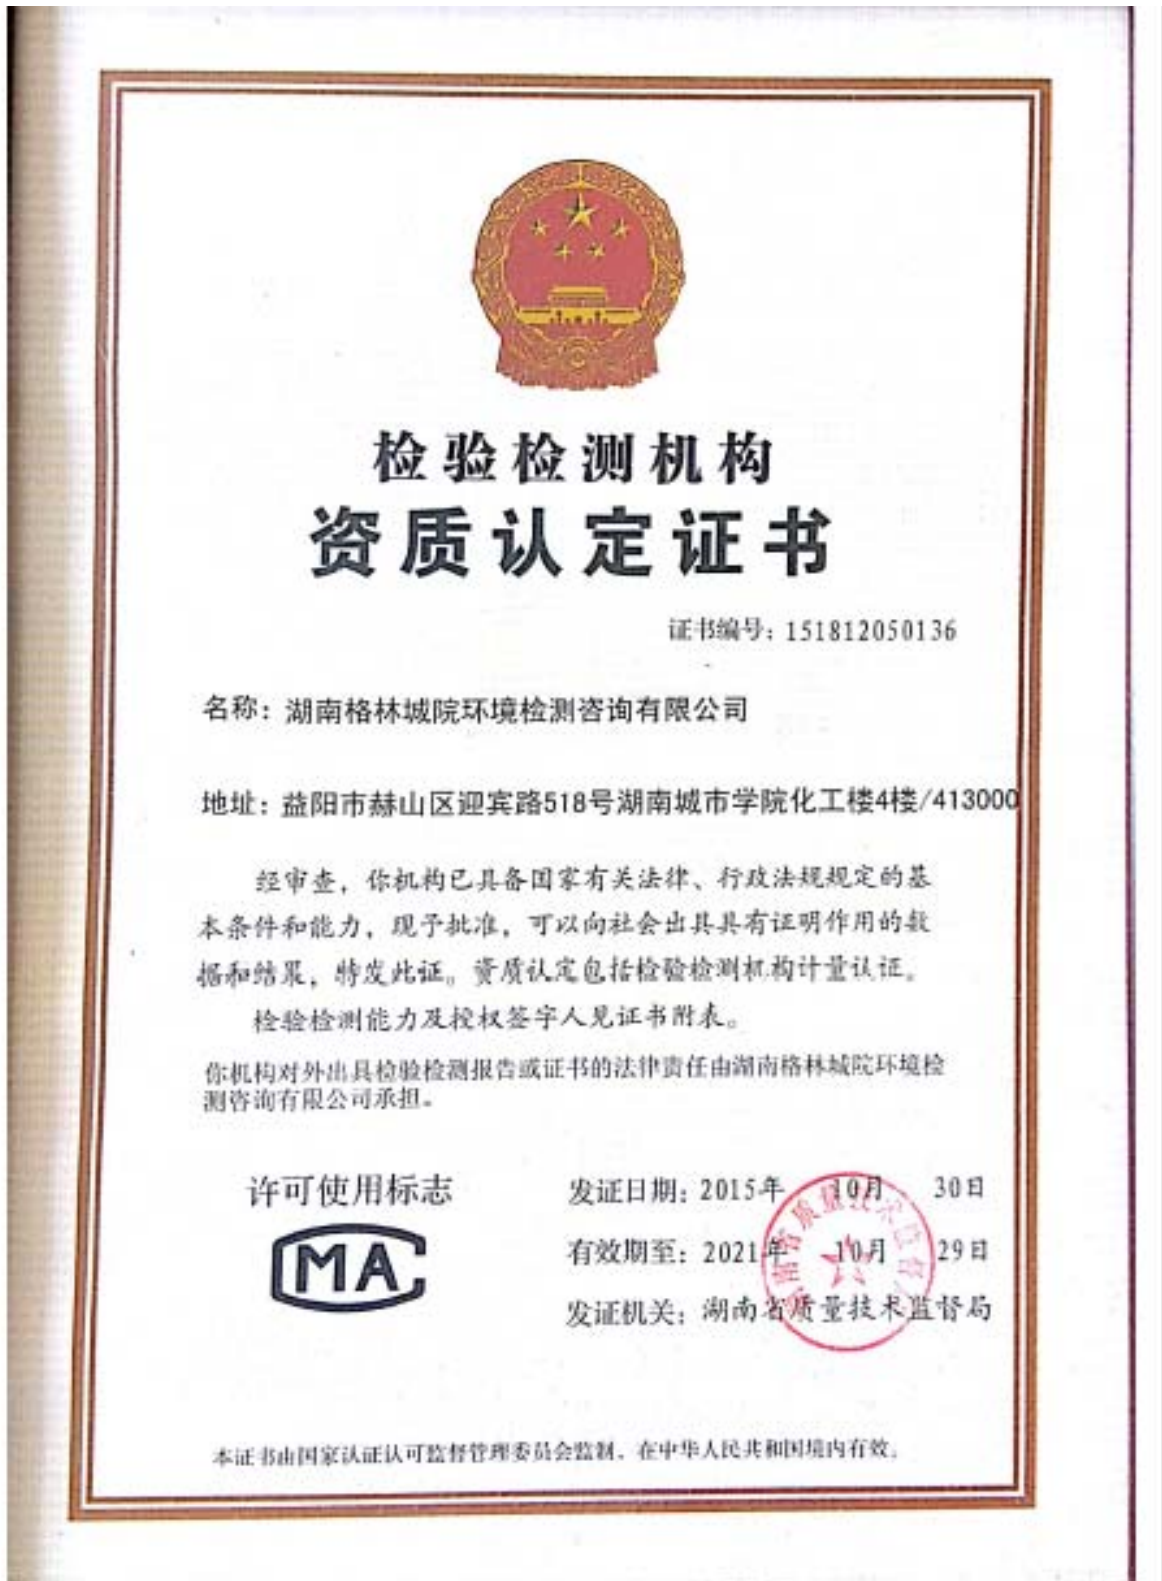 检验检测机构
资质认定证书
证书编号：151812050136
名称：湖南格林城院环境检测咨询有限公司
地址：益阳市赫山区迎宾路518号湖南城市学院化工楼4楼/413000
经审查，你机构已具备国家有关法律、行政法规规定的基
本条件和能力，现予批准，可以向社会出具具有证明作用的数
据和结果，特发此证。资质认定包括检验检测机构计量认证。
检验检测能力及授权签字人见证书附表。
你机构对外出具检验检测报告或证书的法律责任由湖南格林城院环境检
测咨询有限公司承担。
许可使用标志
MA
发证日期：2015年 10月 30日
有效期至：2021年 10月 29日
发证机关：湖南省质量技术监督局
湖南省质量技术监督局
本证书由国家认证认可监督管理委员会监制，在中华人民共和国境内有效。